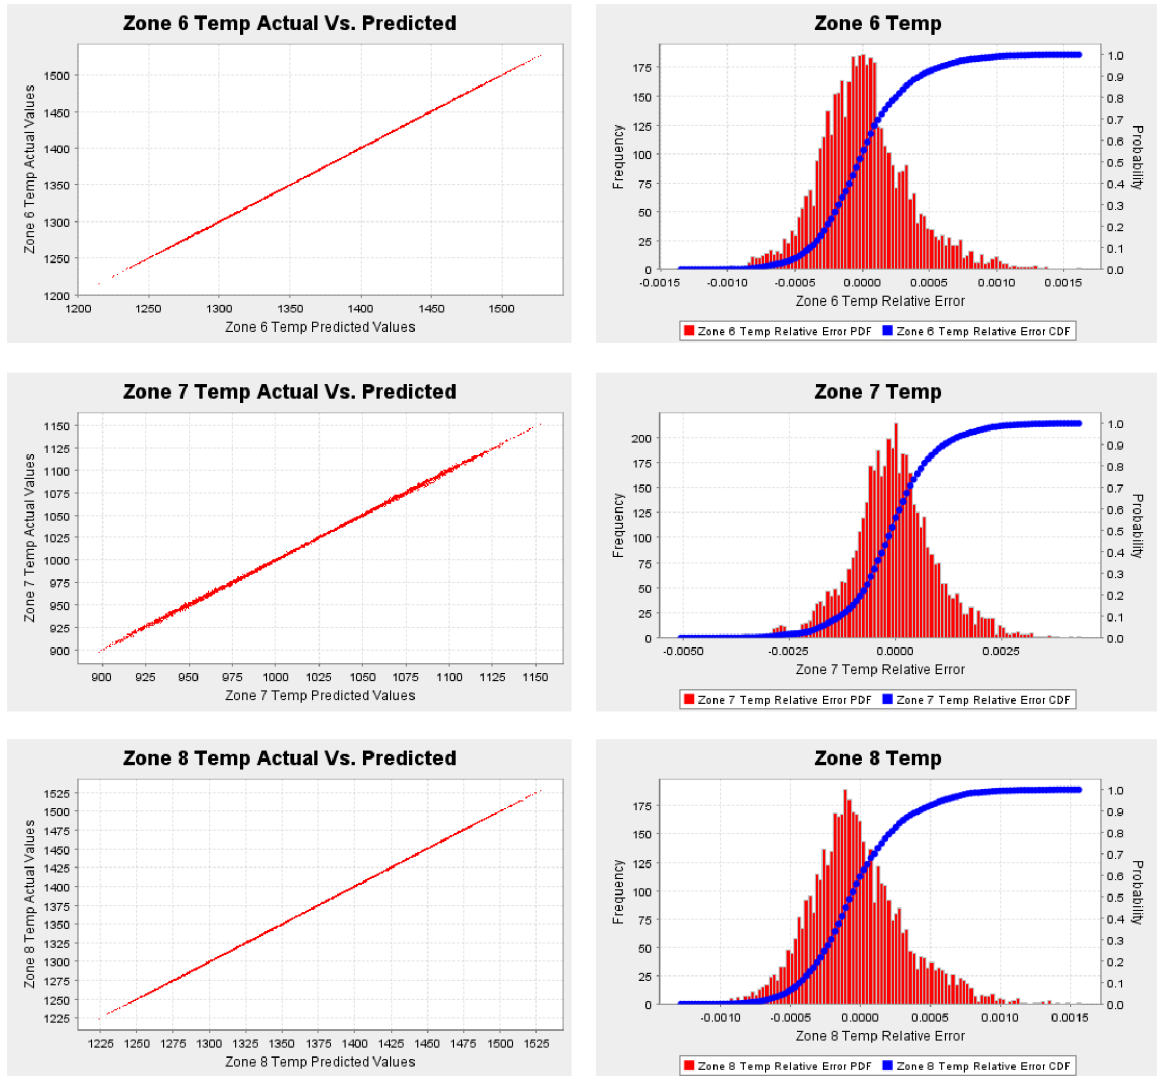 Zone 6 Temp Actual Vs. Predicted
Zone 6 Temp Actual Values
1500
1450
1400
1350
1300
1250
1200
1200 1250 1300 1350 1400 1450 1500
Zone 6 Temp Predicted Values
Zone 6 Temp
Frequency
175
150
125
100
75
50
25
0
1.0
0.9
0.8
0.7
0.6
0.5
0.4
0.3
0.2
0.1
0.0
Probability
-0.0015 -0.0010 -0.0005 0.0000 0.0005 0.0010 0.0015
Zone 6 Temp Relative Error
Zone 6 Temp Relative Error PDF Zone 6 Temp Relative Error CDF
Zone 7 Temp Actual Vs. Predicted
Zone 7 Temp Actual Values
1150
1125
1100
1075
1050
1025
1000
975
950
925
900
900 925 950 975 1000 1025 1050 1075 1100 1125 1150
Zone 7 Temp Predicted Values
Zone 7 Temp
Frequency
200
175
150
125
100
75
50
25
0
1.0
0.9
0.8
0.7
0.6
0.5
0.4
0.3
0.2
0.1
0.0
Probability
-0.0050 -0.0025 0.0000 0.0025
Zone 7 Temp Relative Error
Zone 7 Temp Relative Error PDF Zone 7 Temp Relative Error CDF
Zone 8 Temp Actual Vs. Predicted
Zone 8 Temp Actual Values
1525
1500
1475
1450
1425
1400
1375
1350
1325
1300
1275
1250
1225
1225 1250 1275 1300 1325 1350 1375 1400 1425 1450 1475 1500 1525
Zone 8 Temp Predicted Values
Zone 8 Temp
Frequency
175
150
125
100
75
50
25
0
1.0
0.9
0.8
0.7
0.6
0.5
0.4
0.3
0.2
0.1
0.0
Probability
-0.0010 -0.0005 0.0000 0.0005 0.0010 0.0015
Zone 8 Temp Relative Error
Zone 8 Temp Relative Error PDF Zone 8 Temp Relative Error CDF